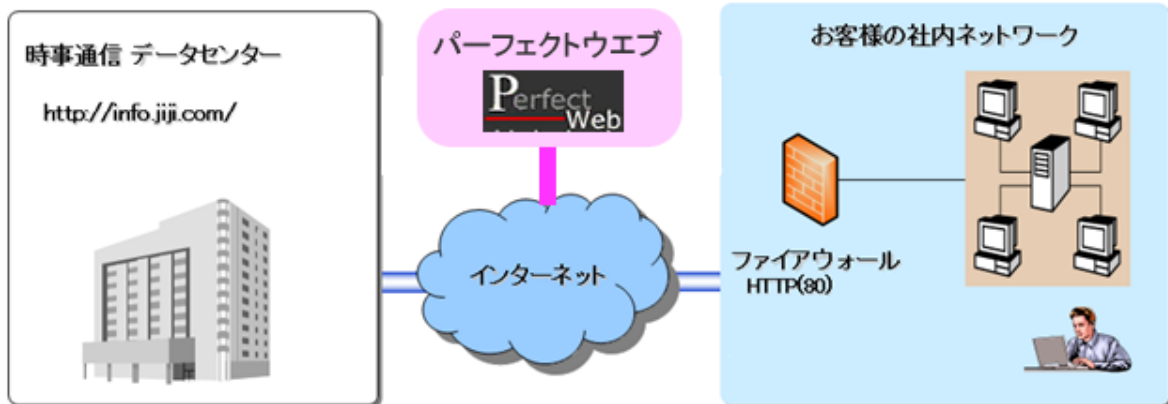 時事通信 データセンター
http://info.jiji.com/
パーフェクトウエブ
Perfect
Web
インターネット
お客様の社内ネットワーク
ファイアウォール
HTTP(80)